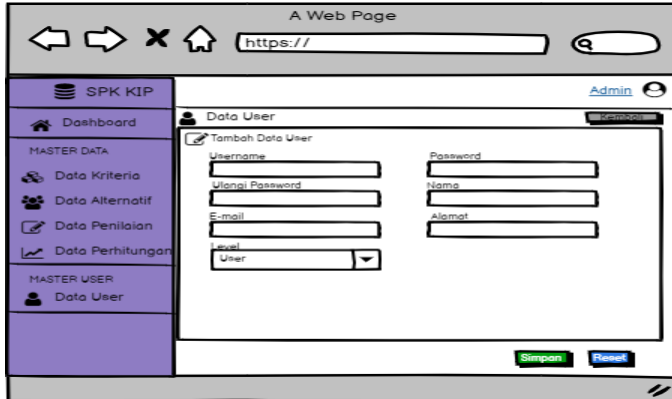 A Web Page
https://
SPK KIP
Admin
Dashboard
Data User
Kembali
Tambah Data User
MASTER DATA
Username
Password
Data Kriteria
Ulangi Password
Nama
Data Alternatif
E-mail
Alamat
Data Penilaian
Level
User
Data Perhitungan
MASTER USER
Data User
Simpan
Reset